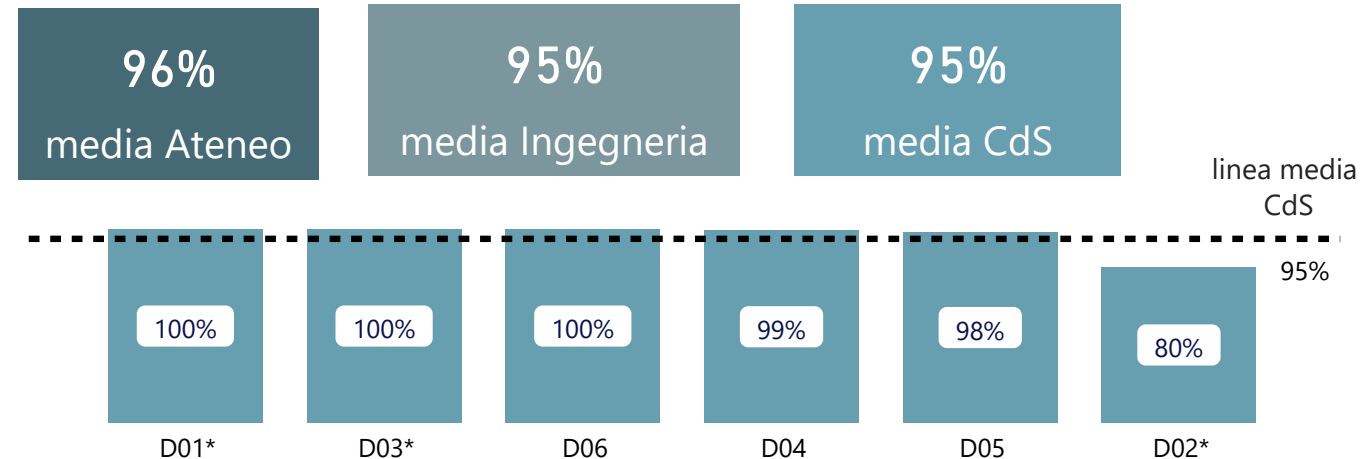 96%
media Ateneo
95%
media Ingegneria
95%
media CdS
linea media
CdS
95%
100%
100%
100%
99%
98%
80%
D01*
D03*
D06
D04
D05
D02*